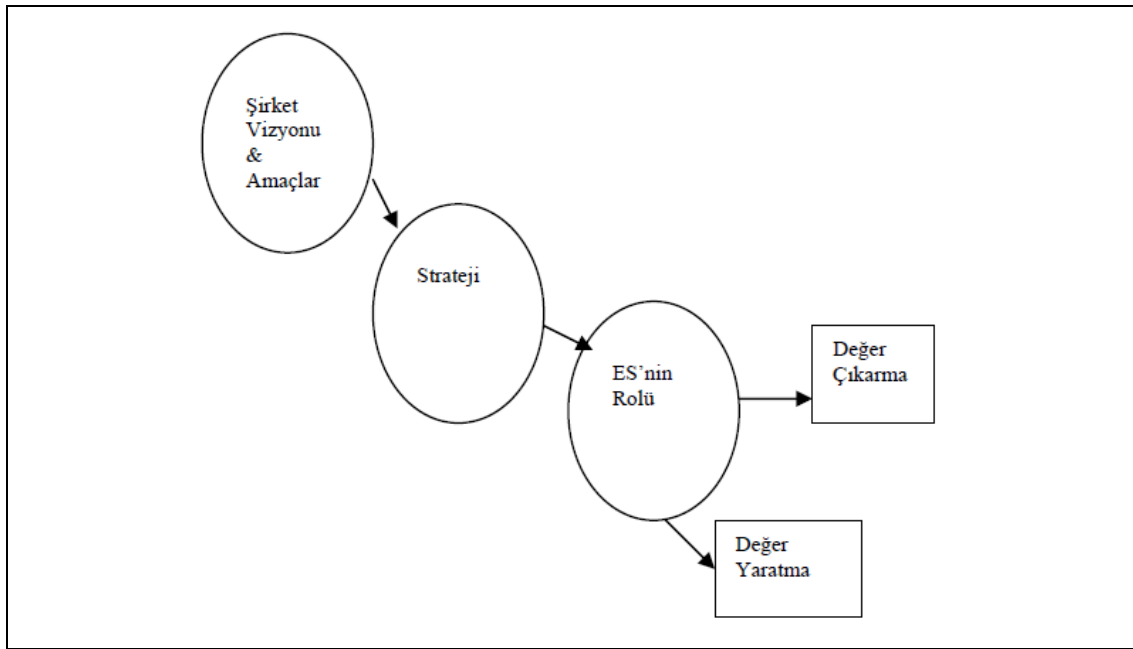 Şirket
Vizyonu
&
Amaçlar
Strateji
ES’nin
Rolü
Değer
Çıkarma
Değer
Yaratma